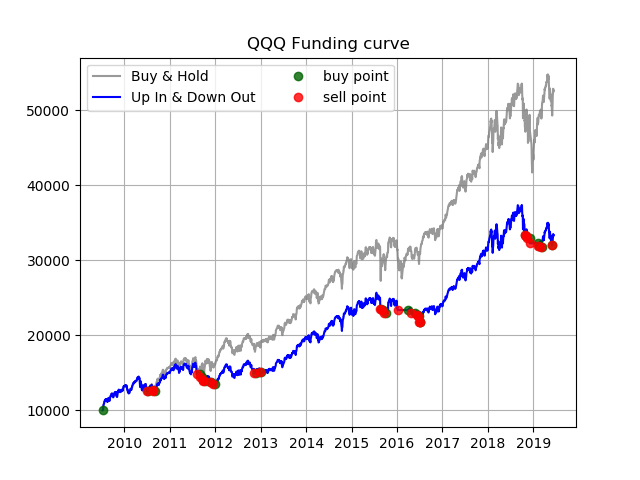 QQQ Funding curve
Buy & Hold
Up In & Down Out
buy point
sell point
50000
40000
30000
20000
10000
2010 2011 2012 2013 2014 2015 2016 2017 2018 2019